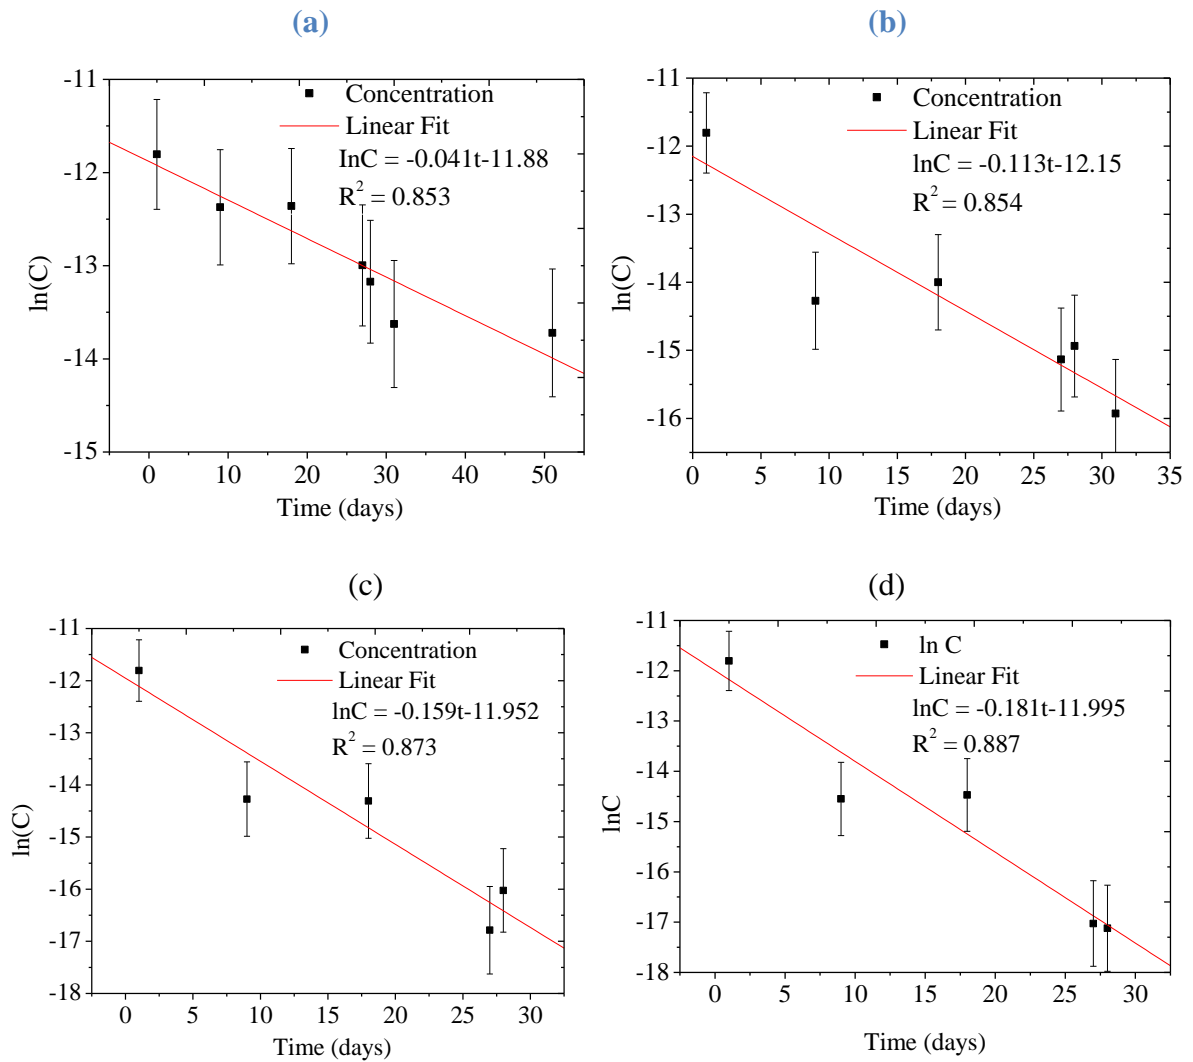 (a)
-11
-12
-13
-14
-15
ln(C)
Concentration
Linear Fit
InC = -0.041t-11.88
R² = 0.853
0 10 20 30 40 50
Time (days)
(b)
-11
-12
-13
-14
-15
-16
ln(C)
Concentration
Linear Fit
lnC = -0.113t-12.15
R² = 0.854
0 5 10 15 20 25 30 35
Time (days)
(c)
-11
-12
-13
-14
-15
-16
-17
-18
ln(C)
Concentration
Linear Fit
lnC = -0.159t-11.952
R² = 0.873
0 5 10 15 20 25 30
Time (days)
(d)
-11
-12
-13
-14
-15
-16
-17
-18
lnC
ln C
Linear Fit
lnC = -0.181t-11.995
R² = 0.887
0 5 10 15 20 25 30
Time (days)